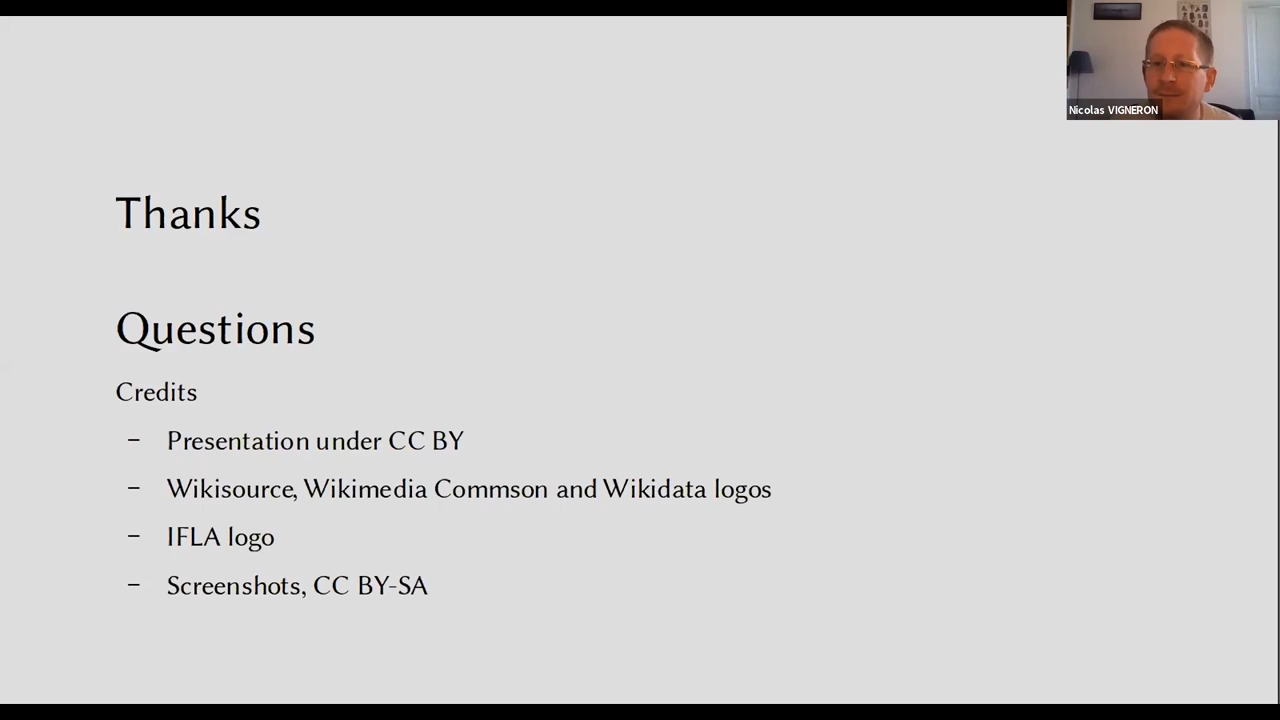 Nicolas VIGNERON
Thanks
Questions
Credits
– Presentation under CC BY
– Wikisource, Wikimedia Commson and Wikidata logos
– IFLA logo
– Screenshots, CC BY-SA